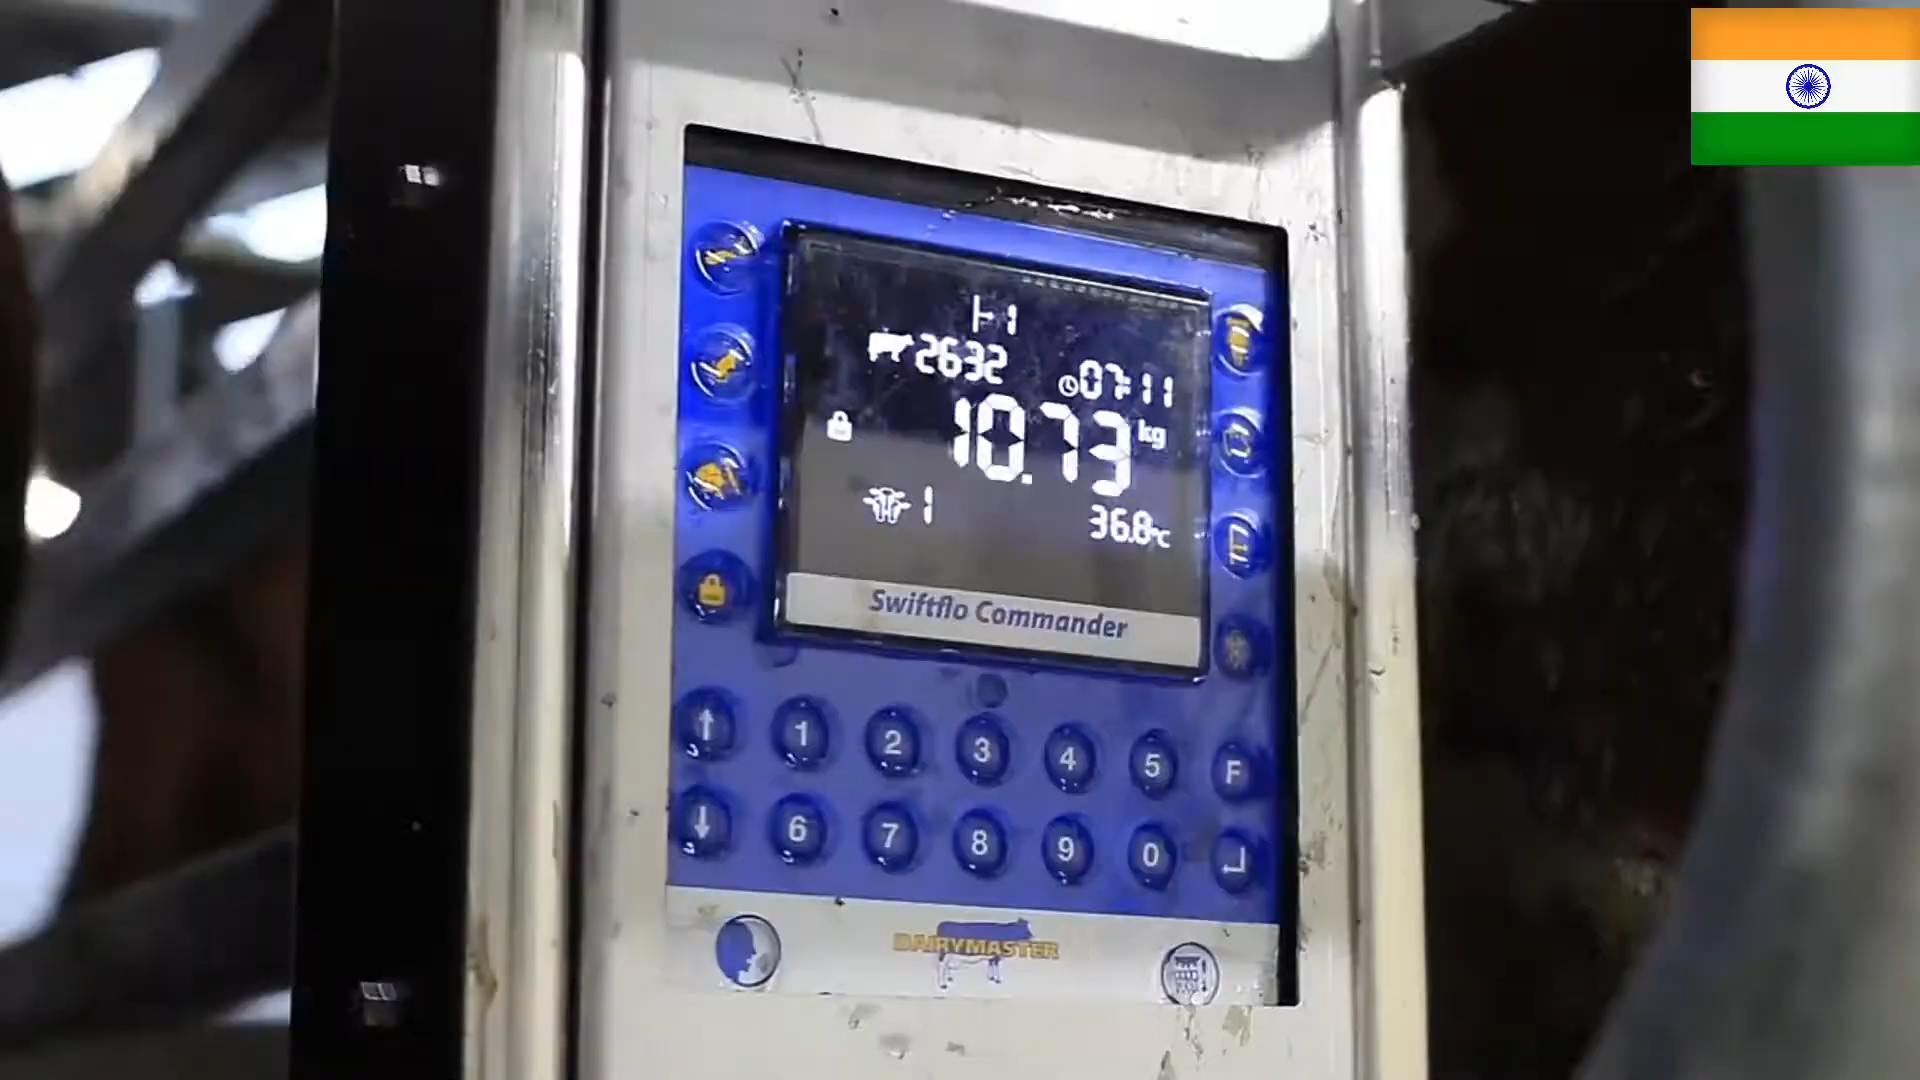 2632
07:11
10.73 kg
1
36.8°C
Swiftflo Commander
1 2 3 4 5 F
6 7 8 9 0
DAIRYMASTER